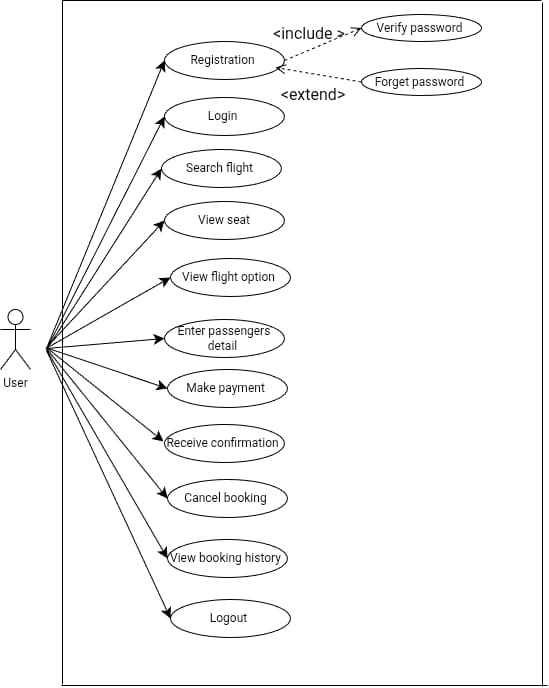 <include >
Verify password
Registration
Forget password
<extend>
Login
Search flight
View seat
View flight option
Enter passengers
detail
User
Make payment
Receive confirmation
Cancel booking
View booking history
Logout